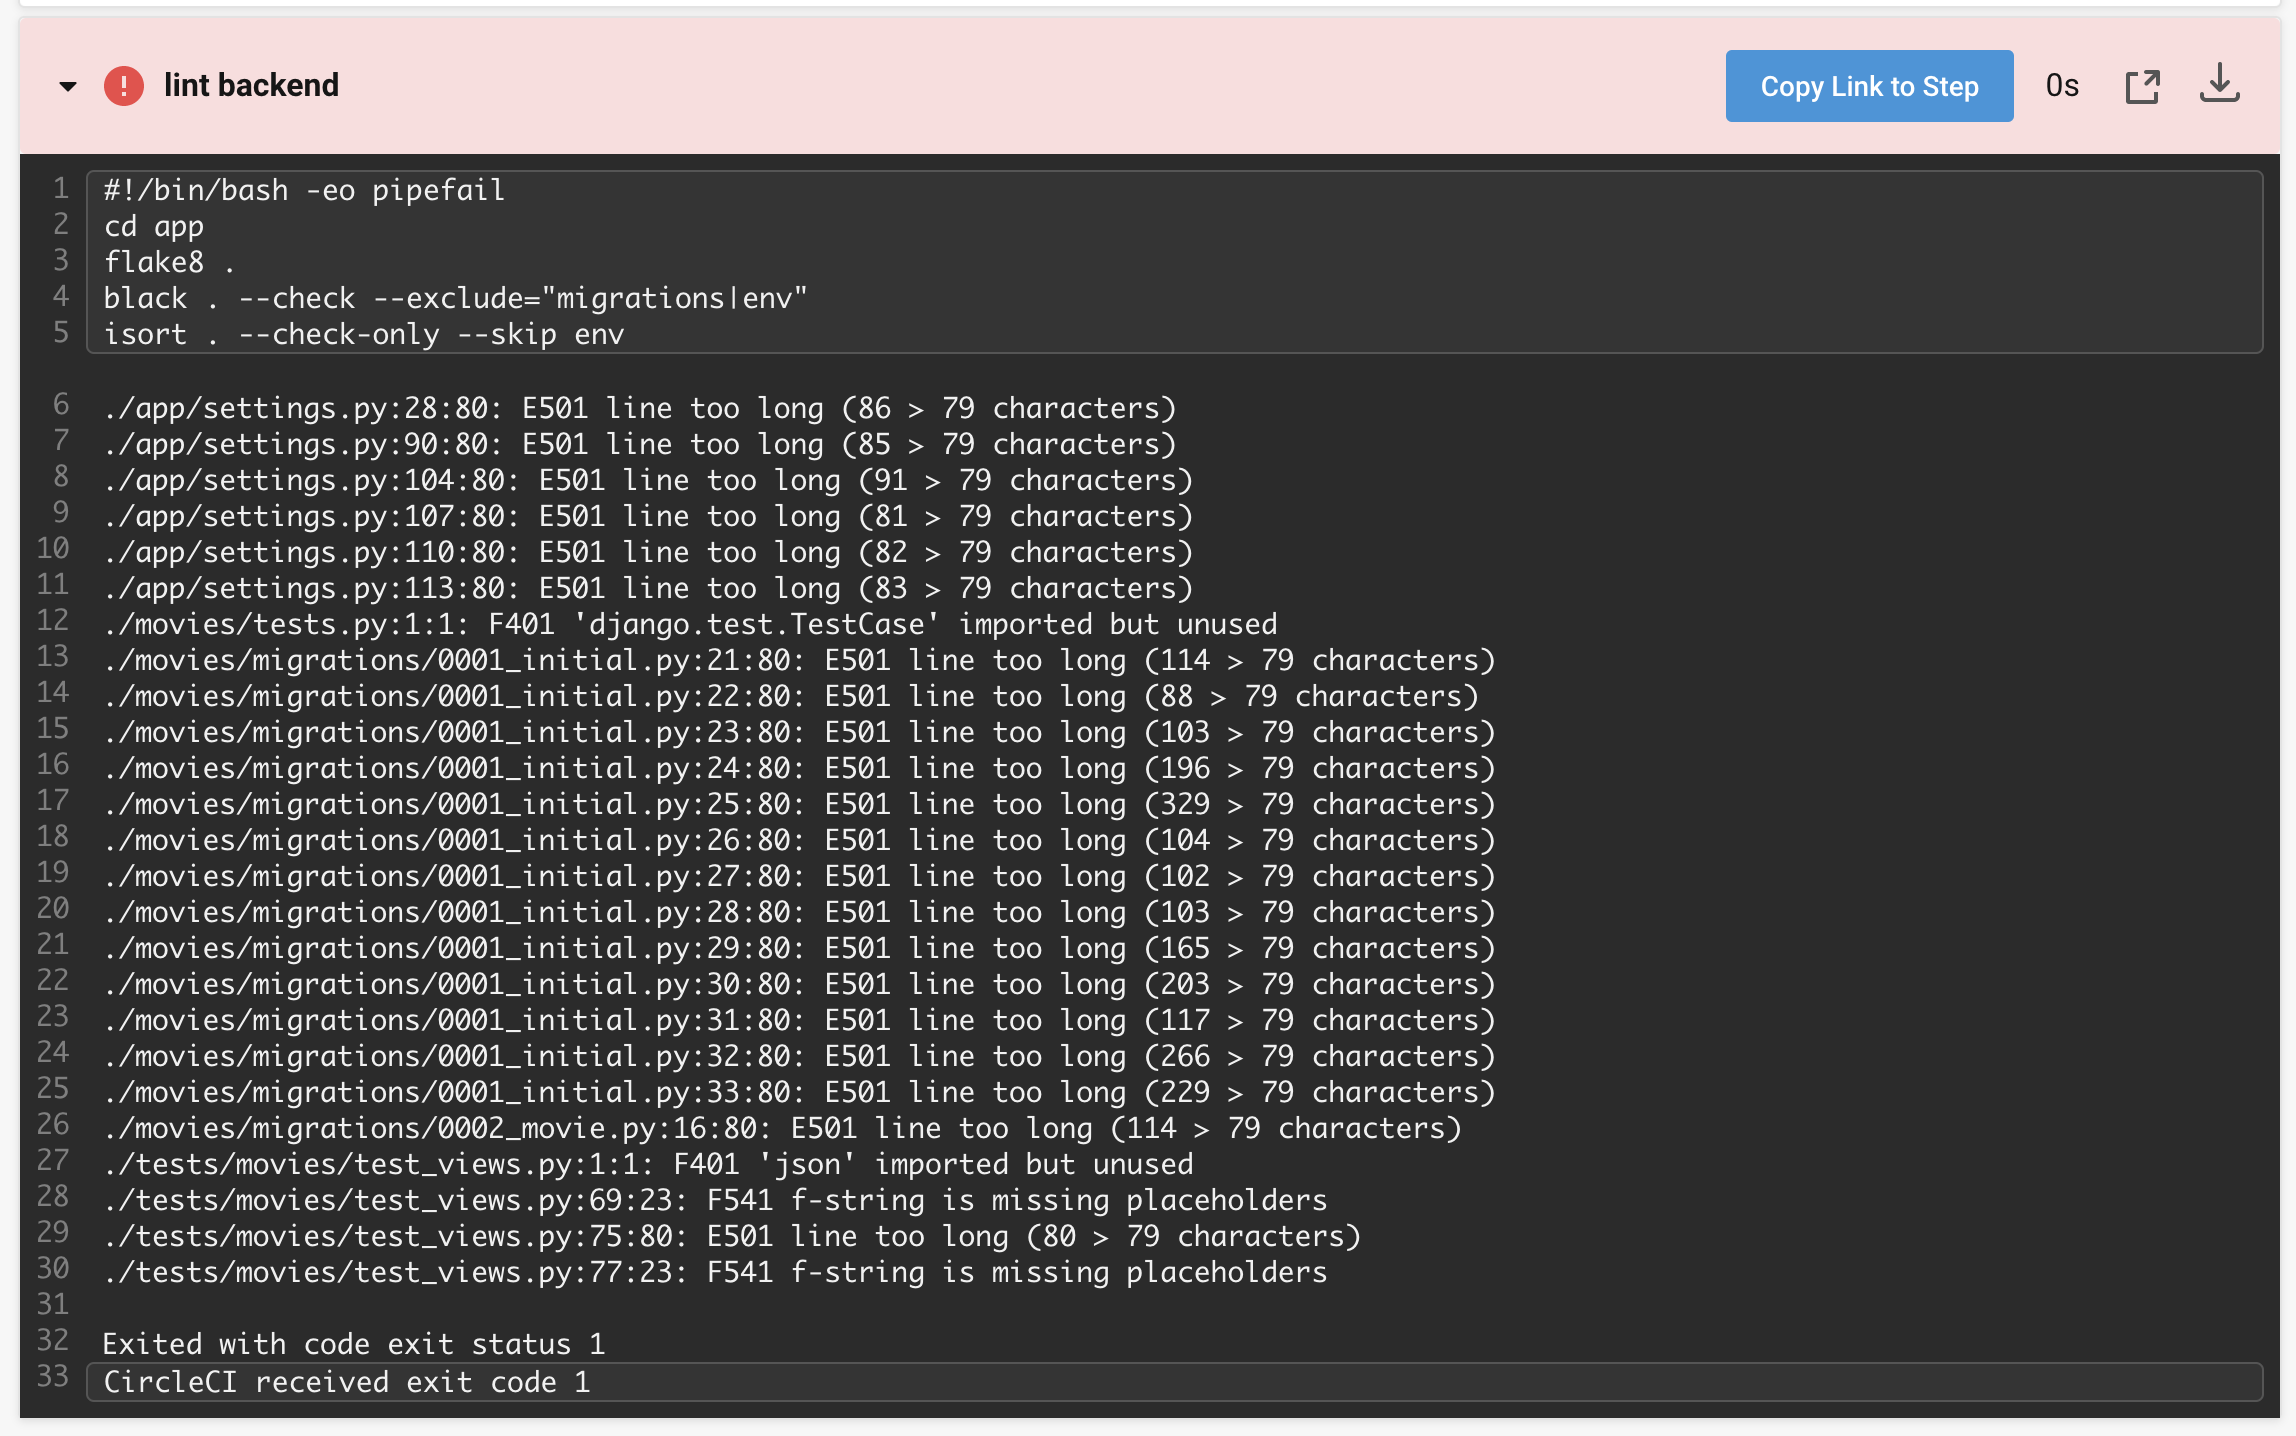 lint backend
Copy Link to Step
0s
1 #!/bin/bash -eo pipefail
2 cd app
3 flake8 .
4 black . --check --exclude="migrations|env"
5 isort . --check-only --skip env
6 ./app/settings.py:28:80: E501 line too long (86 > 79 characters)
7 ./app/settings.py:90:80: E501 line too long (85 > 79 characters)
8 ./app/settings.py:104:80: E501 line too long (91 > 79 characters)
9 ./app/settings.py:107:80: E501 line too long (81 > 79 characters)
10 ./app/settings.py:110:80: E501 line too long (82 > 79 characters)
11 ./app/settings.py:113:80: E501 line too long (83 > 79 characters)
12 ./movies/tests.py:1:1: F401 'django.test.TestCase' imported but unused
13 ./movies/migrations/0001_initial.py:21:80: E501 line too long (114 > 79 characters)
14 ./movies/migrations/0001_initial.py:22:80: E501 line too long (88 > 79 characters)
15 ./movies/migrations/0001_initial.py:23:80: E501 line too long (103 > 79 characters)
16 ./movies/migrations/0001_initial.py:24:80: E501 line too long (196 > 79 characters)
17 ./movies/migrations/0001_initial.py:25:80: E501 line too long (329 > 79 characters)
18 ./movies/migrations/0001_initial.py:26:80: E501 line too long (104 > 79 characters)
19 ./movies/migrations/0001_initial.py:27:80: E501 line too long (102 > 79 characters)
20 ./movies/migrations/0001_initial.py:28:80: E501 line too long (103 > 79 characters)
21 ./movies/migrations/0001_initial.py:29:80: E501 line too long (165 > 79 characters)
22 ./movies/migrations/0001_initial.py:30:80: E501 line too long (203 > 79 characters)
23 ./movies/migrations/0001_initial.py:31:80: E501 line too long (117 > 79 characters)
24 ./movies/migrations/0001_initial.py:32:80: E501 line too long (266 > 79 characters)
25 ./movies/migrations/0001_initial.py:33:80: E501 line too long (229 > 79 characters)
26 ./movies/migrations/0002_movie.py:16:80: E501 line too long (114 > 79 characters)
27 ./tests/movies/test_views.py:1:1: F401 'json' imported but unused
28 ./tests/movies/test_views.py:69:23: F541 f-string is missing placeholders
29 ./tests/movies/test_views.py:75:80: E501 line too long (80 > 79 characters)
30 ./tests/movies/test_views.py:77:23: F541 f-string is missing placeholders
31
32 Exited with code exit status 1
33 CircleCI received exit code 1